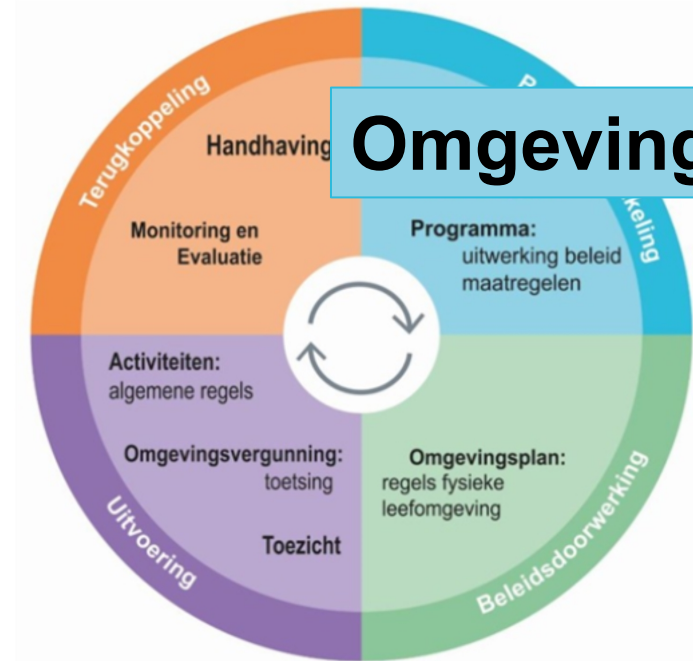 Terugkoppeling
Handhaving
Monitoring en
Evaluatie
Programma:
uitwerking beleid
maatregelen
Activiteiten:
algemene regels
Omgevingsvergunning:
toetsing
Toezicht
Uitvoering
Omgevingsplan:
regels fysieke
leefomgeving
Beleidsdoorwerking